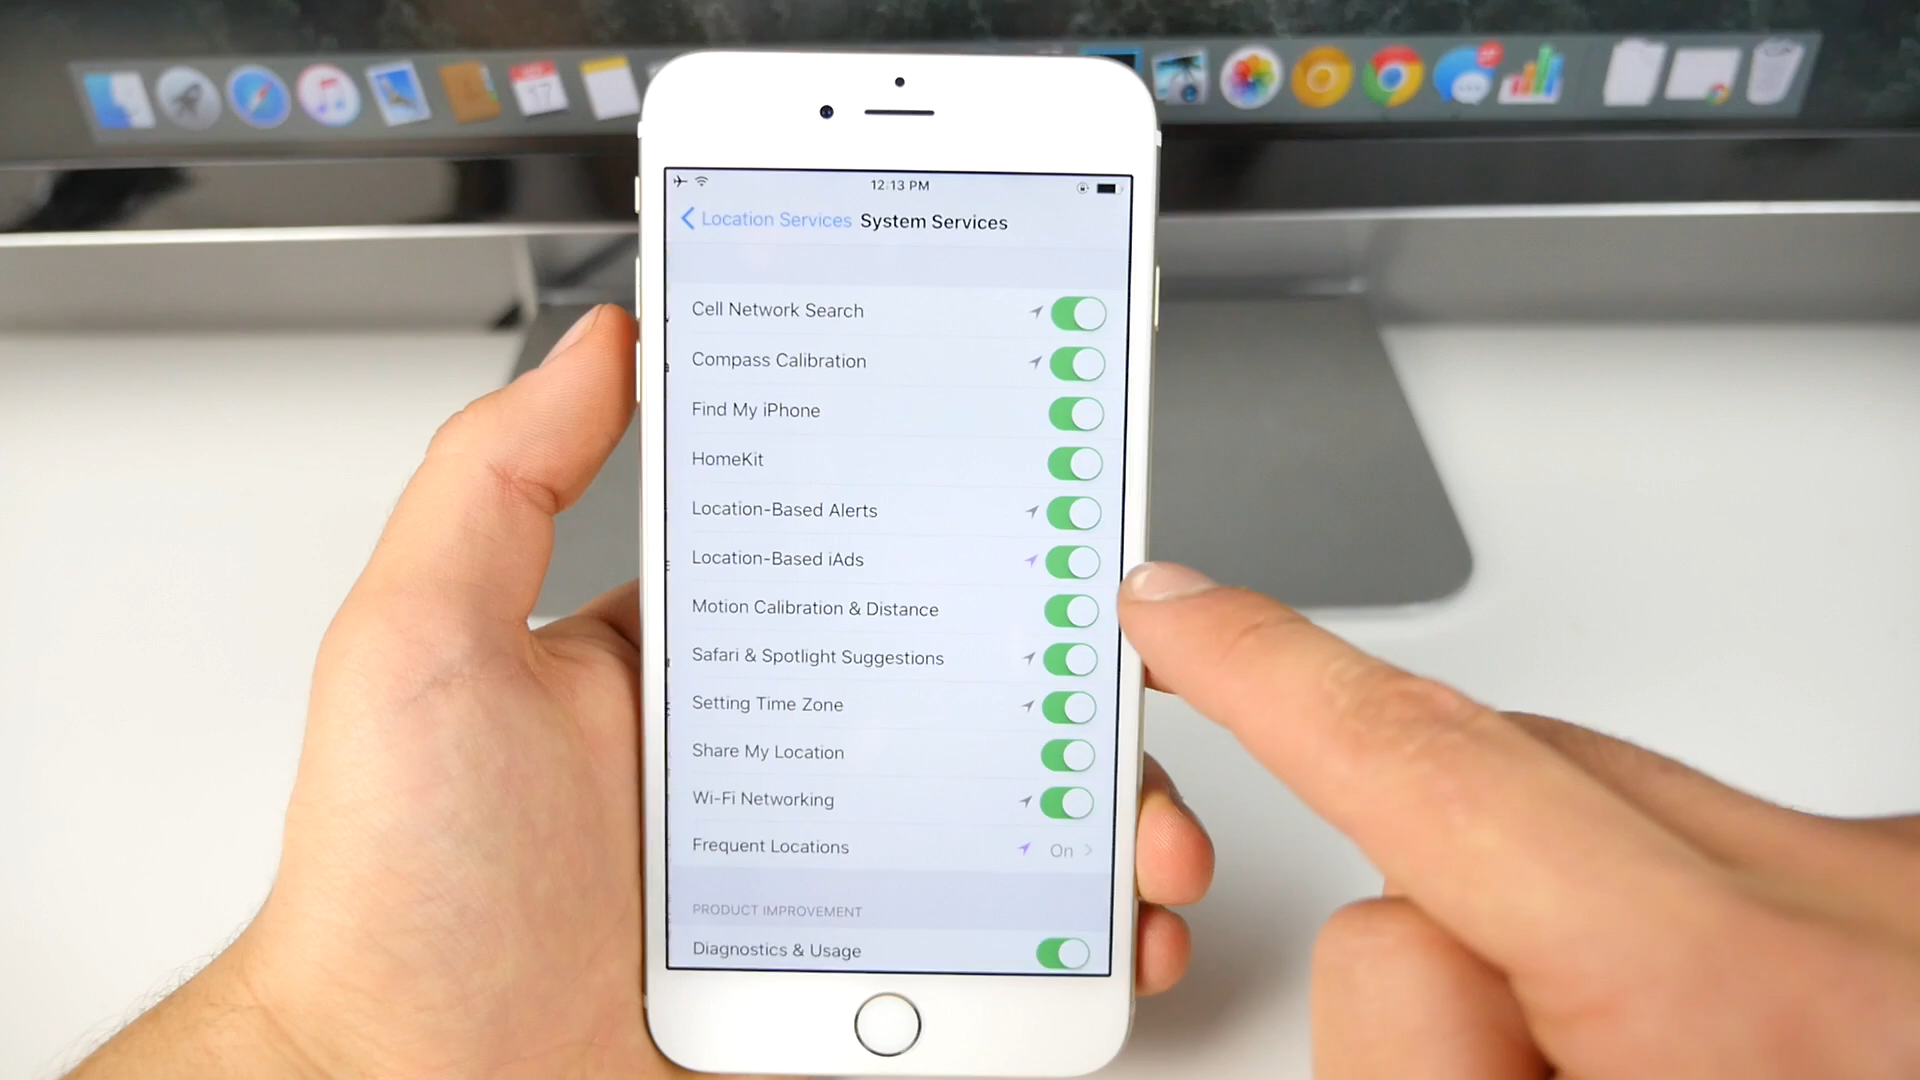 12:13 PM
Location Services System Services
Cell Network Search
Compass Calibration
Find My iPhone
HomeKit
Location-Based Alerts
Location-Based iAds
Motion Calibration & Distance
Safari & Spotlight Suggestions
Setting Time Zone
Share My Location
Wi-Fi Networking
Frequent Locations On
PRODUCT IMPROVEMENT
Diagnostics & Usage
17